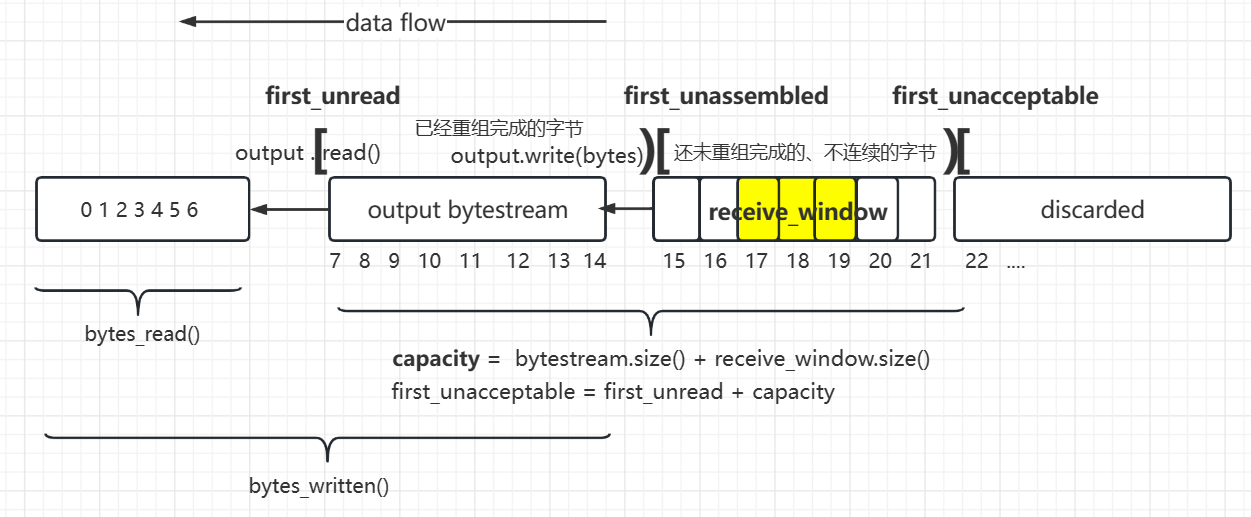 data flow
first_unread first_unassembled first_unacceptable
已经重组完成的字节
output . read() output.write(bytes) 还未重组完成的、不连续的字节
0 1 2 3 4 5 6 output bytestream receive_window discarded
7 8 9 10 11 12 13 14 15 16 17 18 19 20 21 22 ....
bytes_read()
capacity = bytestream.size() + receive_window.size()
first_unacceptable = first_unread + capacity
bytes_written()